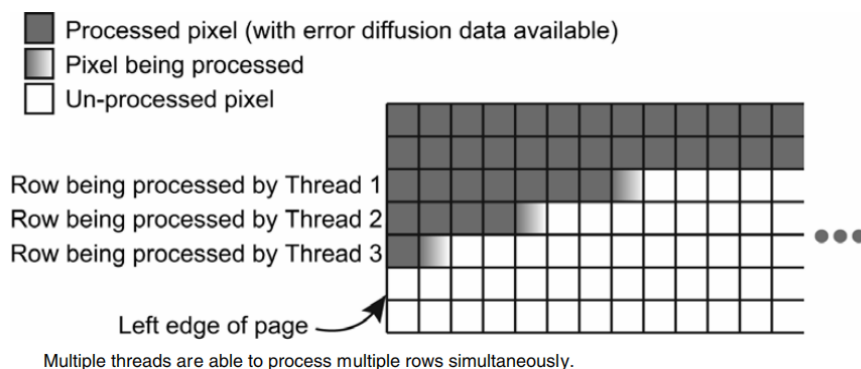 Processed pixel (with error diffusion data available)
Pixel being processed
Un-processed pixel
Row being processed by Thread 1
Row being processed by Thread 2
Row being processed by Thread 3
Left edge of page
Multiple threads are able to process multiple rows simultaneously.